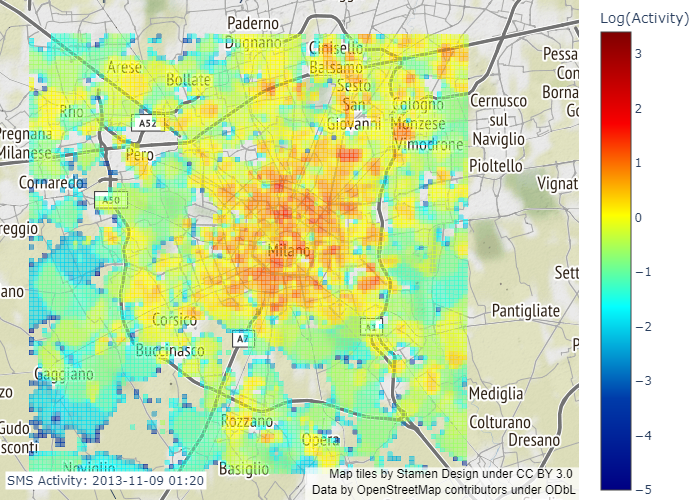 Log(Activity)
Paderno
Dugnano
Cinisello
Balsamo
Pessa
Con
Arese
Bollate
Sesto
San
Giovanni
Borna
Go
Rho
Cologno
Monzese
Cernusco
sul
Naviglio
A52
Pregnana
Milanese
Pero
Vimodrone
Pioltello
Cornaredo
Vignat
A50
reggio
Milano
Sett
ano
Pantigliate
Corsico
A1
A7
P
Buccinasco
Gaggiano
zo
Mediglia
Rozzano
Colturano
Gudo
sconti
Opera
Dresano
Noviglio
Basiglio
SMS Activity: 2013-11-09 01:20
Map tiles by Stamen Design under CC BY 3.0
Data by OpenStreetMap contributors under ODbL
3
2
1
0
−1
−2
−3
−4
−5